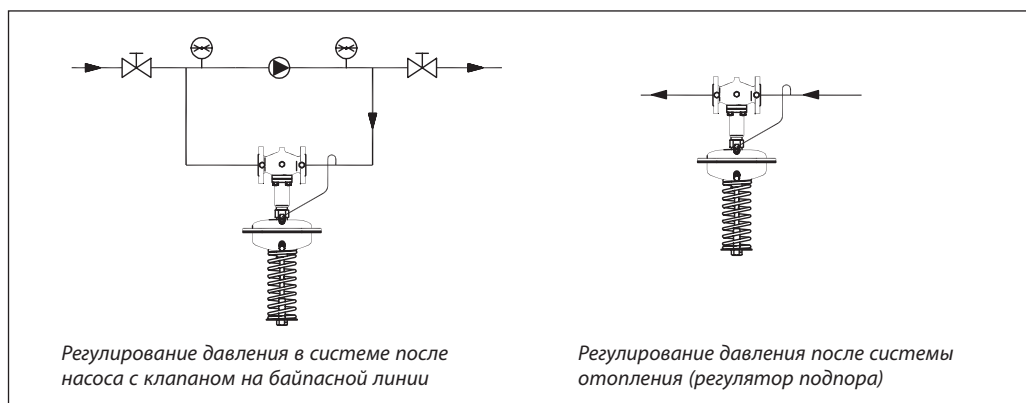 Регулирование давления в системе после
насоса с клапаном на байпасной линии
Регулирование давления после системы
отопления (регулятор подпора)